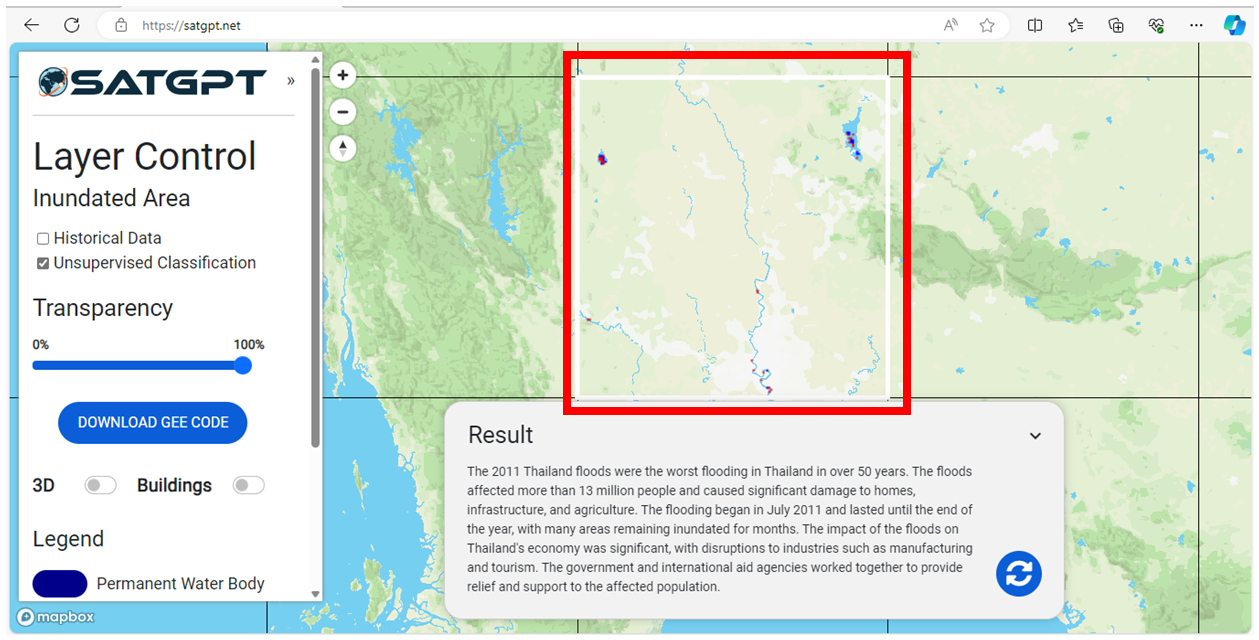 https://satgpt.net
SATGPT
»
Layer Control
Inundated Area
Historical Data
Unsupervised Classification
Transparency
0% 100%
DOWNLOAD GEE CODE
3D Buildings
Legend
Permanent Water Body
mapbox
Result
The 2011 Thailand floods were the worst flooding in Thailand in over 50 years. The floods
affected more than 13 million people and caused significant damage to homes,
infrastructure, and agriculture. The flooding began in July 2011 and lasted until the end of
the year, with many areas remaining inundated for months. The impact of the floods on
Thailand's economy was significant, with disruptions to industries such as manufacturing
and tourism. The government and international aid agencies worked together to provide
relief and support to the affected population.